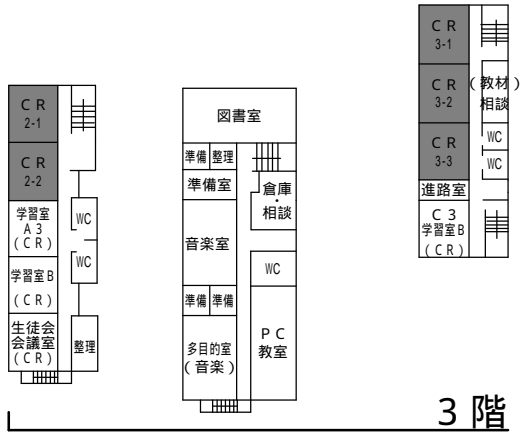 CR
2-1
CR
2-2
学習室
A3
(CR)
学習室B
(CR)
生徒会
会議室
(CR)
WC
WC
整理
図書室
準備
整理
準備室
倉庫
・
相談
音楽室
WC
準備
準備
多目的室
(音楽)
PC
教室
CR
3-1
CR
3-2
(教材)
相談
CR
3-3
WC
WC
進路室
C3
学習室B
(CR)
3階